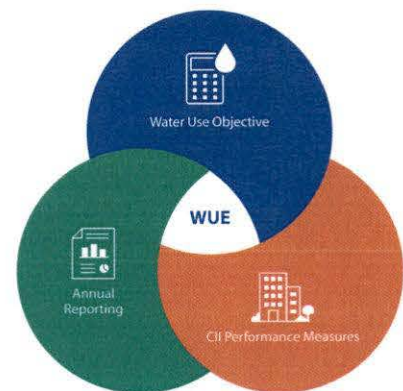 Water Use Objective
WUE
Annual
Reporting
CII Performance Measures